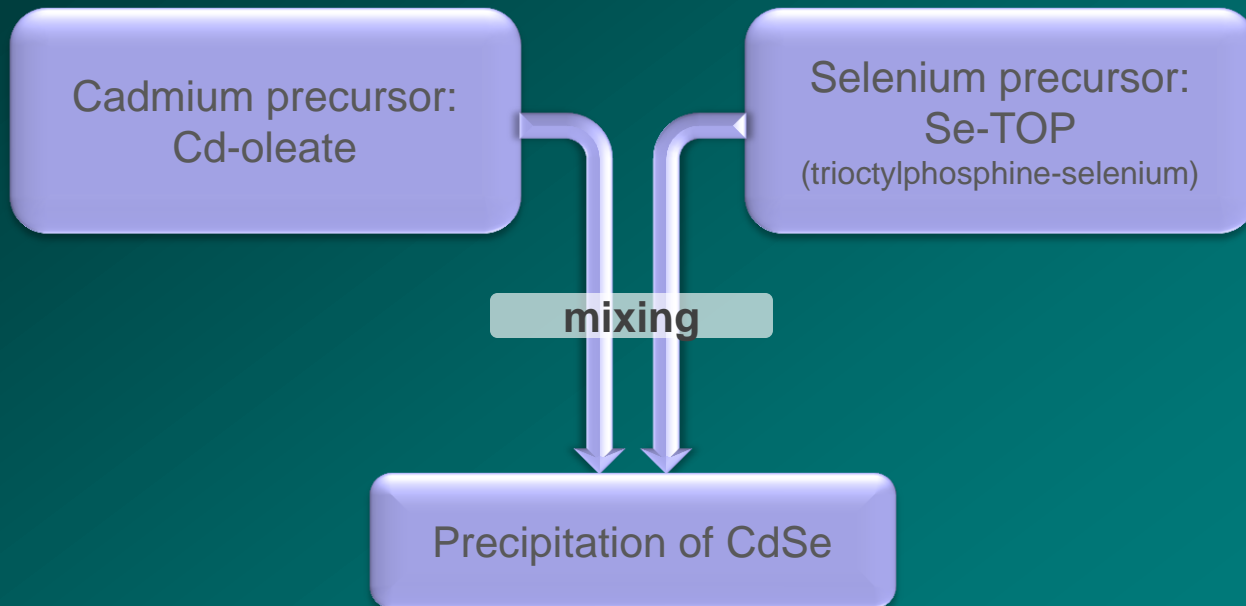 Cadmium precursor:
Cd-oleate
Selenium precursor:
Se-TOP
(trioctylphosphine-selenium)
mixing
Precipitation of CdSe